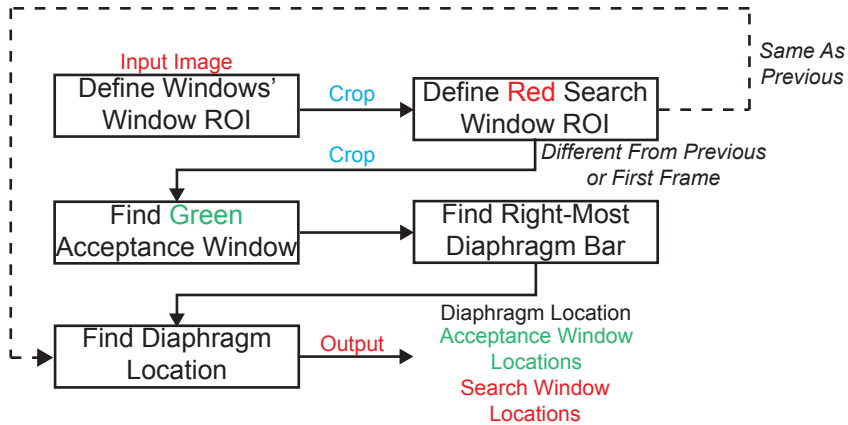 Input Image
Define Windows’
Window ROI
Crop
Define Red Search
Window ROI
Same As
Previous
Crop
Different From Previous
or First Frame
Find Green
Acceptance Window
Find Right-Most
Diaphragm Bar
Find Diaphragm
Location
Output
Diaphragm Location
Acceptance Window
Locations
Search Window
Locations